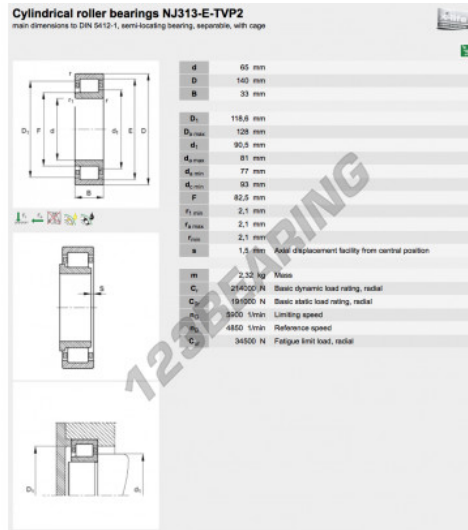 Cylindrical roller bearings NJ313-E-TVP2
main dimensions to DIN 5412-1, semi-locating bearing, separable, with cage
d 65 mm
D 140 mm
B 33 mm
D₁ 118,6 mm
Da max 128 mm
d₁ 90,5 mm
da max 81 mm
da min 77 mm
dc min 93 mm
F 82,5 mm
r1 min 2,1 mm
ra max 2,1 mm
rmin 2,1 mm
s 1,5 mm Axial displacement facility from central position
m 2,32 kg Mass
Cr 214000 N Basic dynamic load rating, radial
191000 N Basic static load rating, radial
nG 5900 1/min Limiting speed
4850 1/min Reference speed
34500 N Fatigue limit load, radial
123BEARING